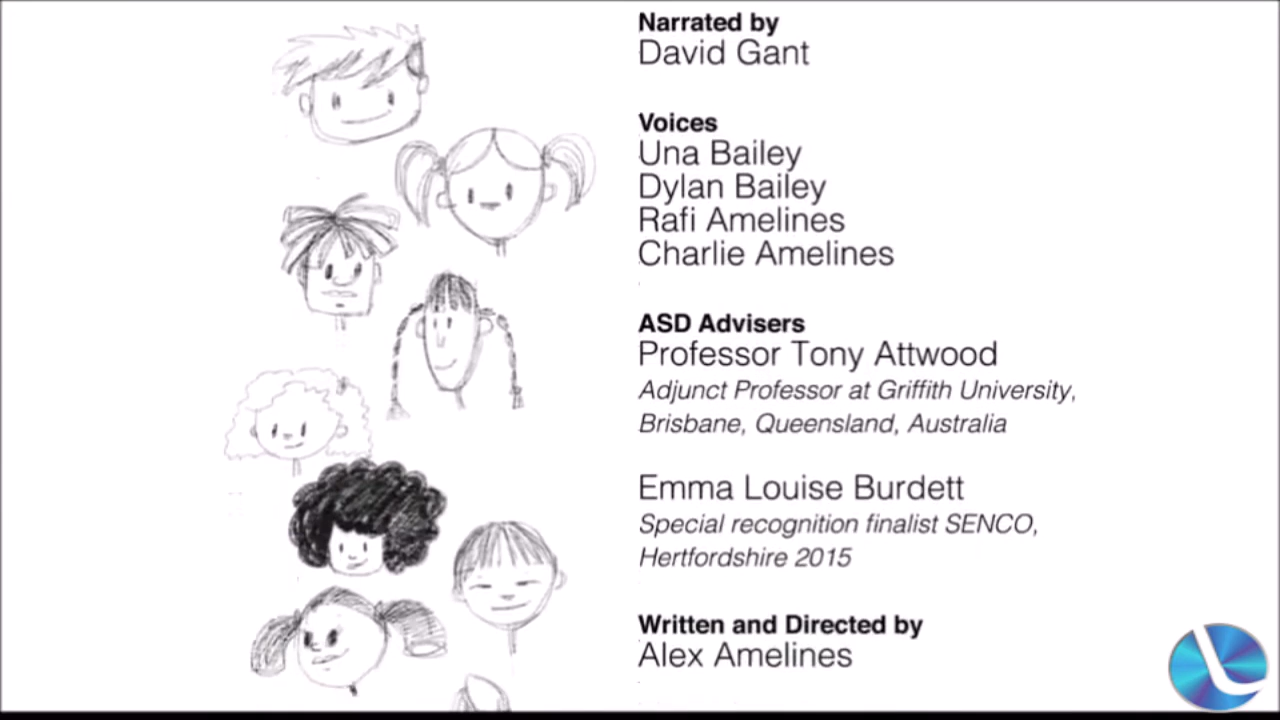 Narrated by
David Gant
Voices
Una Bailey
Dylan Bailey
Rafi Amelines
Charlie Amelines
ASD Advisers
Professor Tony Attwood
Adjunct Professor at Griffith University,
Brisbane, Queensland, Australia
Emma Louise Burdett
Special recognition finalist SENCO,
Hertfordshire 2015
Written and Directed by
Alex Amelines